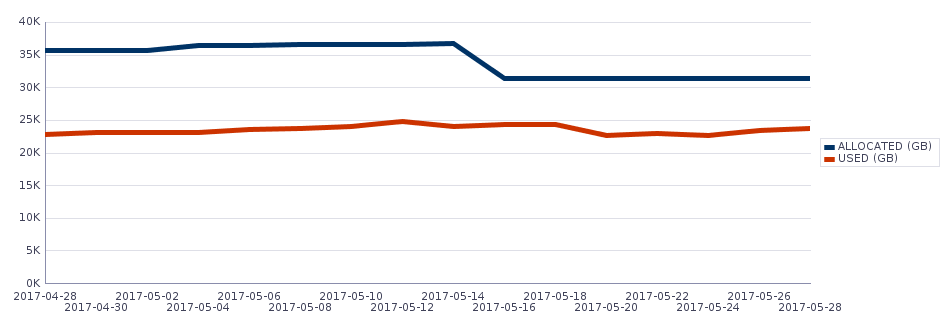 40K
35K
30K
25K
20K
15K
10K
5K
0K
2017-04-28
2017-04-30
2017-05-02
2017-05-04
2017-05-06
2017-05-08
2017-05-10
2017-05-12
2017-05-14
2017-05-16
2017-05-18
2017-05-20
2017-05-22
2017-05-24
2017-05-26
2017-05-28
ALLOCATED (GB)
USED (GB)